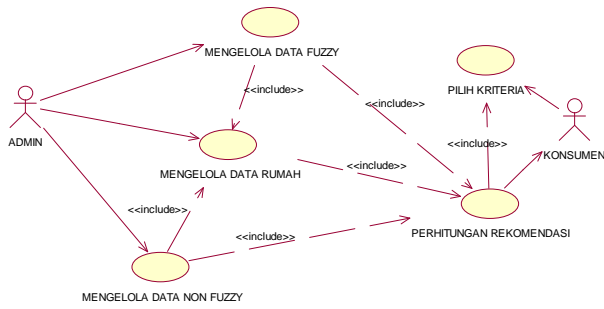 MENGELOLA DATA FUZZY
<<include>>
PILIH KRITERIA
<<include>>
ADMIN
<<include>>
KONSUMEN
<<include>>
MENGELOLA DATA RUMAH
<<include>>
<<include>>
PERHITUNGAN REKOMENDASI
MENGELOLA DATA NON FUZZY